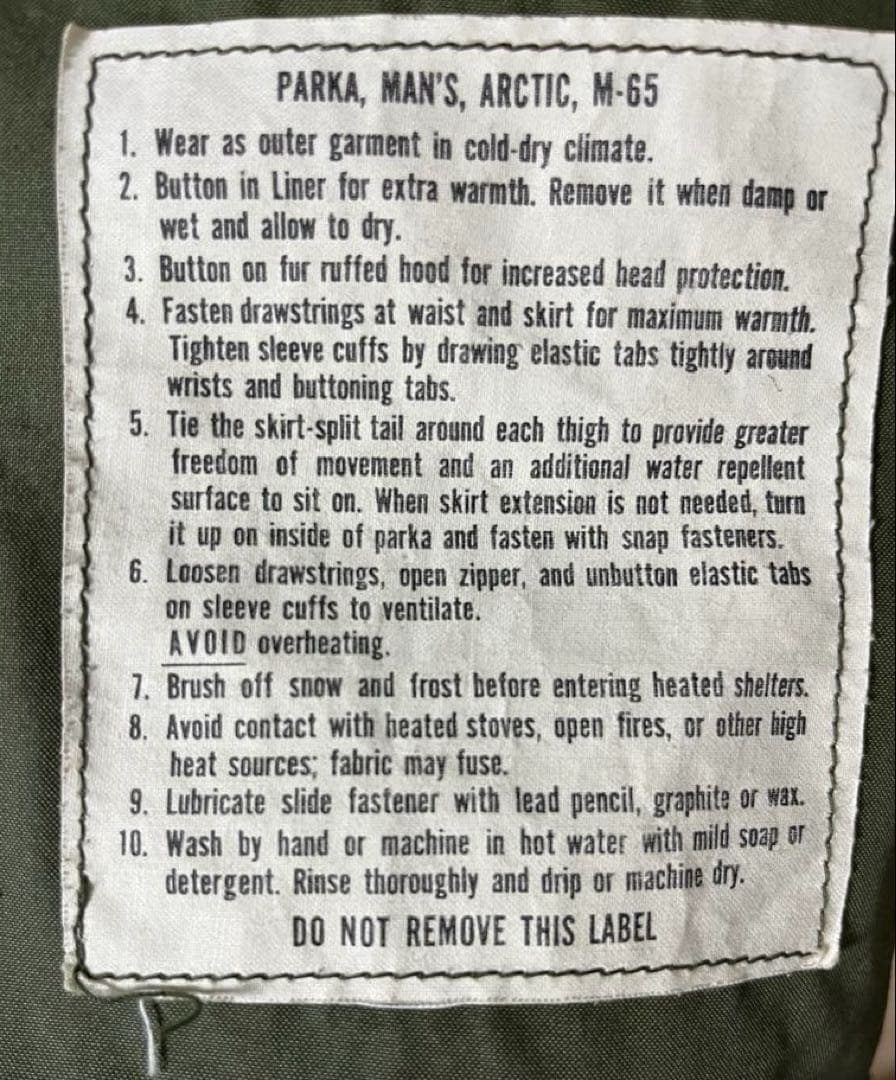 PARKA, MAN'S, ARCTIC, M-65
1. Wear as outer garment in cold-dry climate.
2. Button in Liner for extra warmth. Remove it when damp or
wet and allow to dry.
3. Button on fur ruffed hood for increased head protection.
4. Fasten drawstrings at waist and skirt for maximum warmth.
Tighten sleeve cuffs by drawing elastic tabs tightly around
wrists and buttoning tabs.
5. Tie the skirt-split tail around each thigh to provide greater
freedom of movement and an additional water repellent
surface to sit on. When skirt extension is not needed, turn
it up on inside of parka and fasten with snap fasteners.
6. Loosen drawstrings, open zipper, and unbutton elastic tabs
on sleeve cuffs to ventilate.
AVOID overheating.
7. Brush off snow and frost before entering heated shelters.
8. Avoid contact with heated stoves, open fires, or other high
heat sources; fabric may fuse.
9. Lubricate slide fastener with lead pencil, graphite or wax.
10. Wash by hand or machine in hot water with mild soap or
detergent. Rinse thoroughly and drip or machine dry.
DO NOT REMOVE THIS LABEL